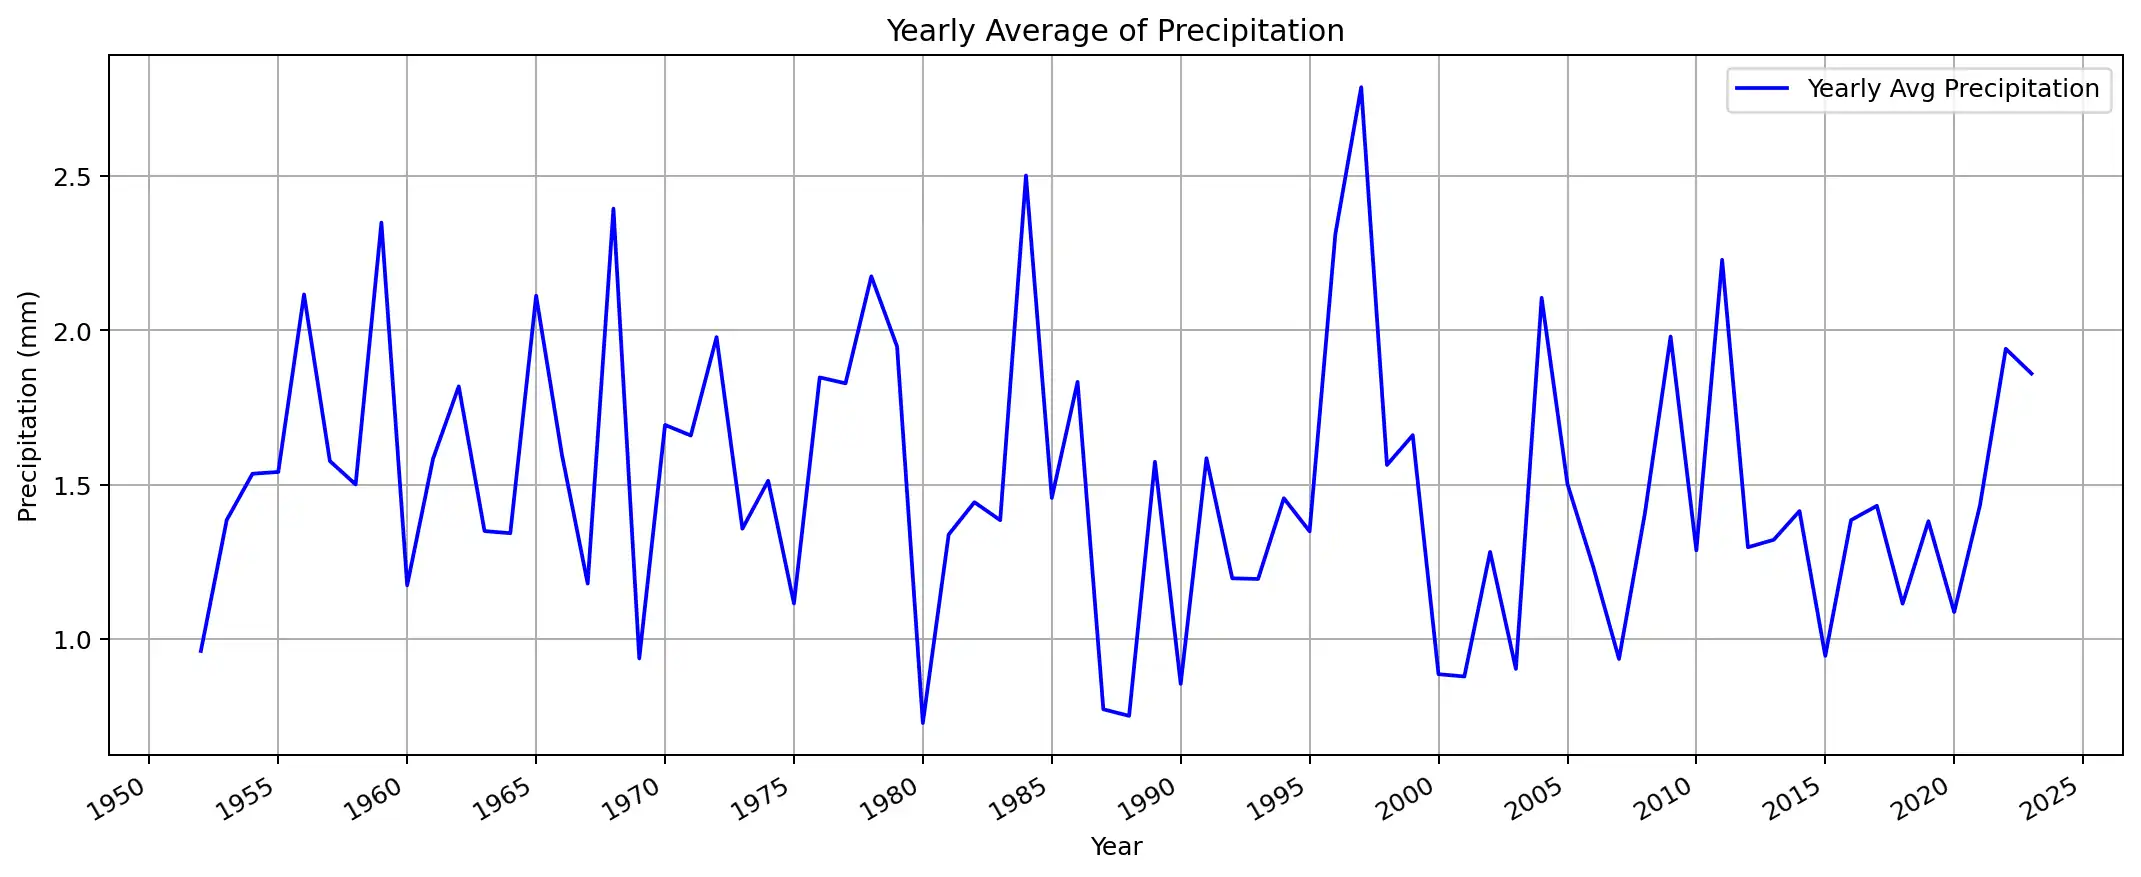 Yearly Average of Precipitation
Yearly Avg Precipitation
Precipitation (mm)
2.5
2.0
1.5
1.0
1950 1955 1960 1965 1970 1975 1980 1985 1990 1995 2000 2005 2010 2015 2020 2025
Year